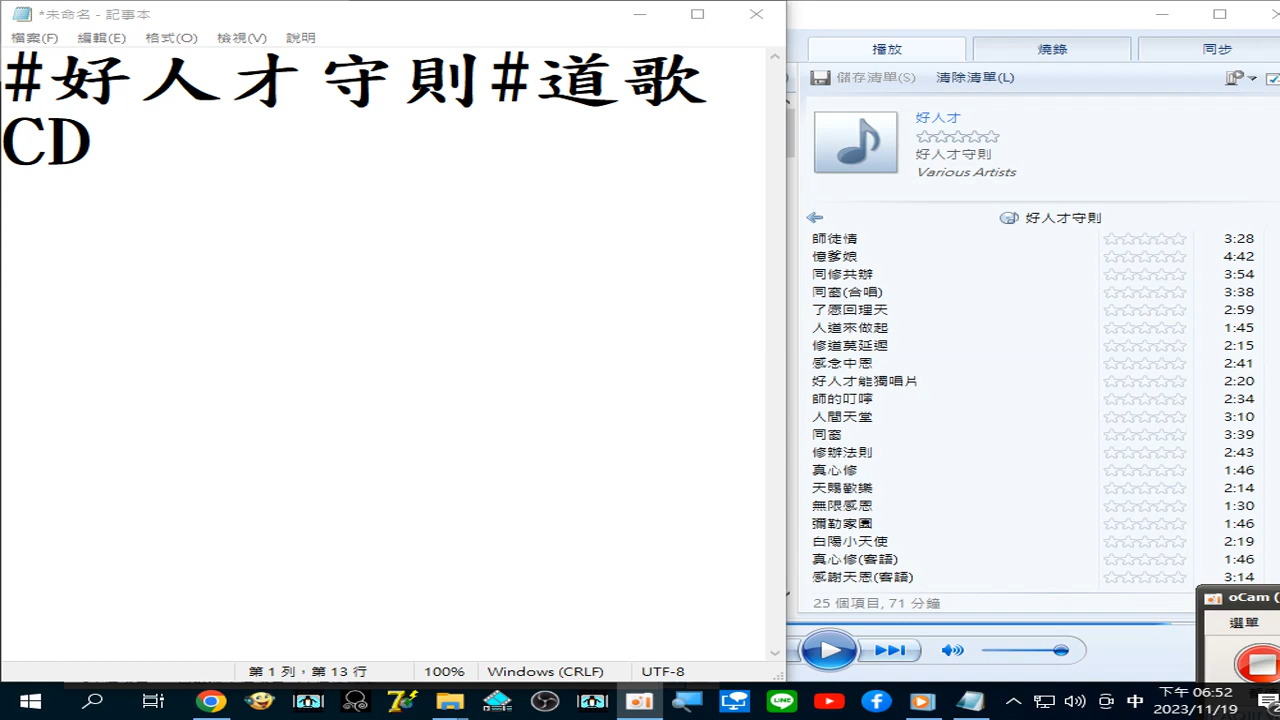 *未命名 - 記事本
檔案(F) 編輯(E) 格式(O) 檢視(V) 說明
#好人才守則#道歌
CD
第 1 列，第 13 行 100% Windows (CRLF) UTF-8
播放 燒錄 同步
儲存清單(S) 清除清單(L)
好人才
好人才守則
Various Artists
好人才守則
師徒情 3:28
憶爹娘 4:42
同修共辦 3:54
同窗(合唱) 3:38
了愿回理天 2:59
人道來做起 1:45
修道莫延遲 2:15
感念中恩 2:41
好人才能獨唱片 2:20
師的叮嚀 2:34
人間天堂 3:10
同窗 3:39
修辦法則 2:43
真心修 1:46
天賜歡樂 2:14
無限感恩 1:30
彌勒家園 1:46
白陽小天使 2:19
真心修(客語) 1:46
感謝天恩(客語) 3:14
25 個項目, 71 分鐘
oCam (
選單
中
下午 06:52
2023/11/19